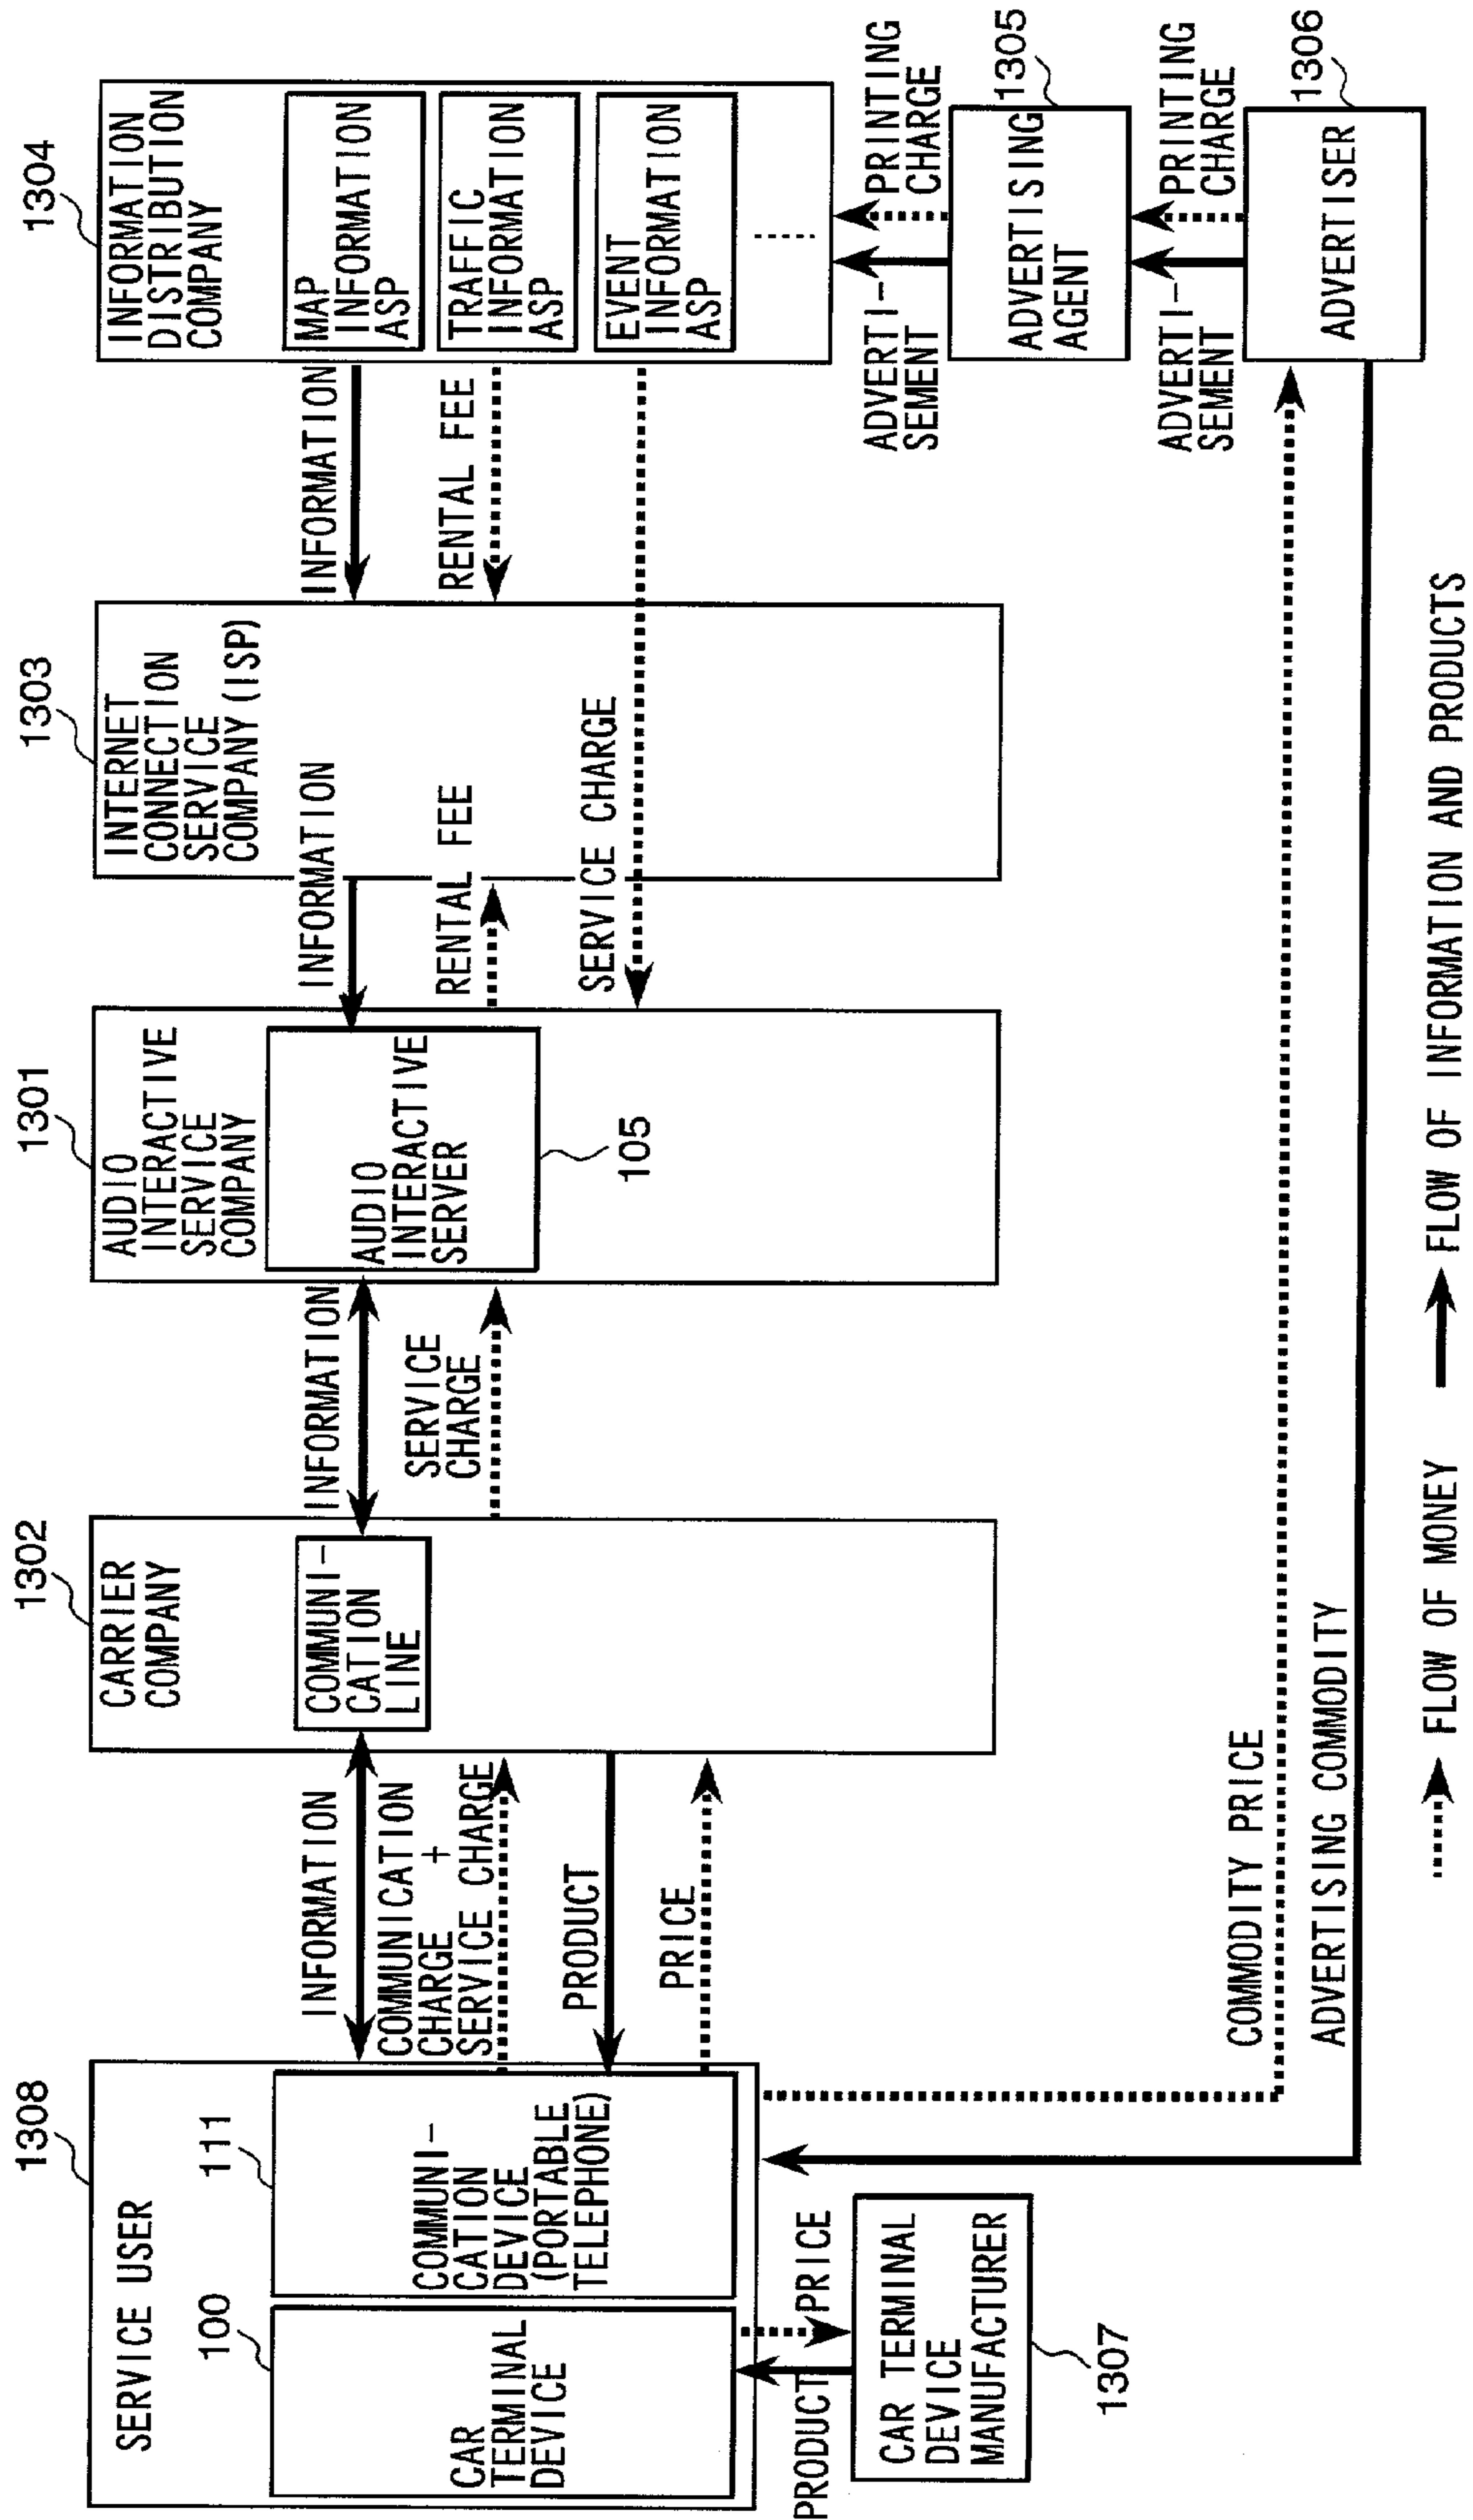 1308
SERVICE USER
100
CAR
TERMINAL
DEVICE
111
COMMUNI-
CATION
DEVICE
(PORTABLE
TELEPHONE)
PRODUCT
PRICE
CAR TERMINAL
DEVICE
MANUFACTURER
1307
INFORMATION
COMMUNICATION
CHARGE +
SERVICE CHARGE
PRODUCT
PRICE
1302
CARRIER
COMPANY
COMMUNI-
CATION
LINE
INFORMATION
SERVICE
CHARGE
1301
AUDIO
INTERACTIVE
SERVICE
COMPANY
AUDIO
INTERACTIVE
SERVER
105
INFORMATION
RENTAL FEE
SERVICE CHARGE
1303
INTERNET
CONNECTION
SERVICE
COMPANY (ISP)
INFORMATION
RENTAL FEE
1304
INFORMATION
DISTRIBUTION
COMPANY
MAP
INFORMATION
ASP
TRAFFIC
INFORMATION
ASP
EVENT
INFORMATION
ASP
ADVERTI-
SEMENT
PRINTING
CHARGE
ADVERTISING
AGENT
1305
ADVERTI-
SEMENT
PRINTING
CHARGE
ADVERTISER
1306
COMMODITY PRICE
ADVERTISING COMMODITY
FLOW OF MONEY
FLOW OF INFORMATION AND PRODUCTS